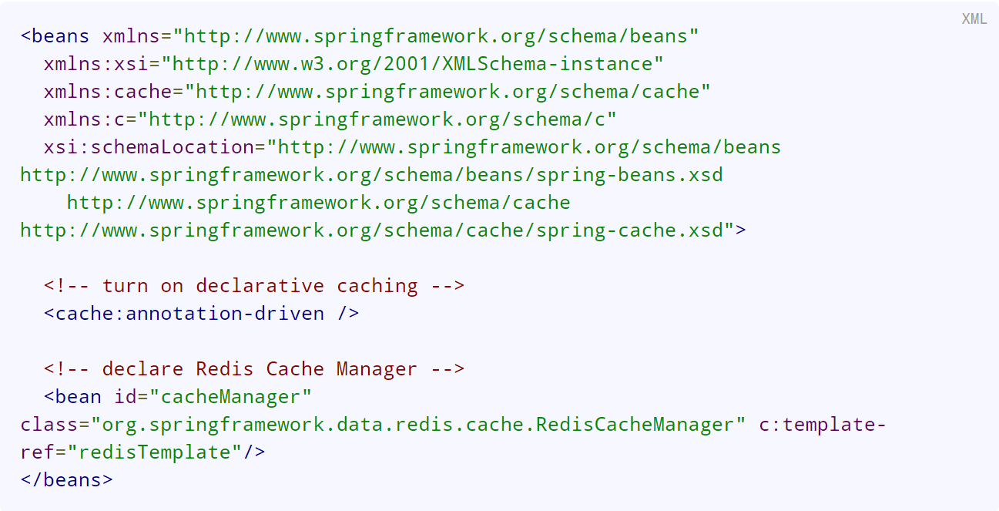 XML
<beans xmlns="http://www.springframework.org/schema/beans"
  xmlns:xsi="http://www.w3.org/2001/XMLSchema-instance"
  xmlns:cache="http://www.springframework.org/schema/cache"
  xmlns:c="http://www.springframework.org/schema/c"
  xsi:schemaLocation="http://www.springframework.org/schema/beans
http://www.springframework.org/schema/beans/spring-beans.xsd
    http://www.springframework.org/schema/cache
http://www.springframework.org/schema/cache/spring-cache.xsd">

  <!-- turn on declarative caching -->
  <cache:annotation-driven />

  <!-- declare Redis Cache Manager -->
  <bean id="cacheManager"
class="org.springframework.data.redis.cache.RedisCacheManager" c:template-
ref="redisTemplate"/>
</beans>